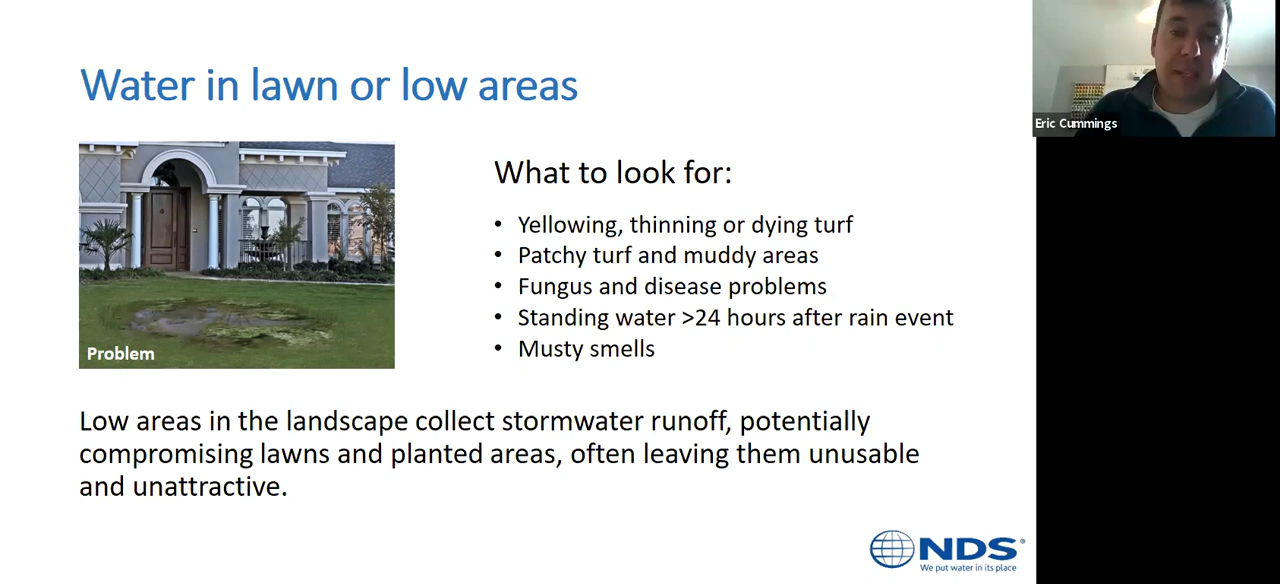 Water in lawn or low areas
Eric Cummings
What to look for:
• Yellowing, thinning or dying turf
• Patchy turf and muddy areas
• Fungus and disease problems
• Standing water >24 hours after rain event
• Musty smells
Problem
Low areas in the landscape collect stormwater runoff, potentially
compromising lawns and planted areas, often leaving them unusable
and unattractive.
NDS®
We put water in its place